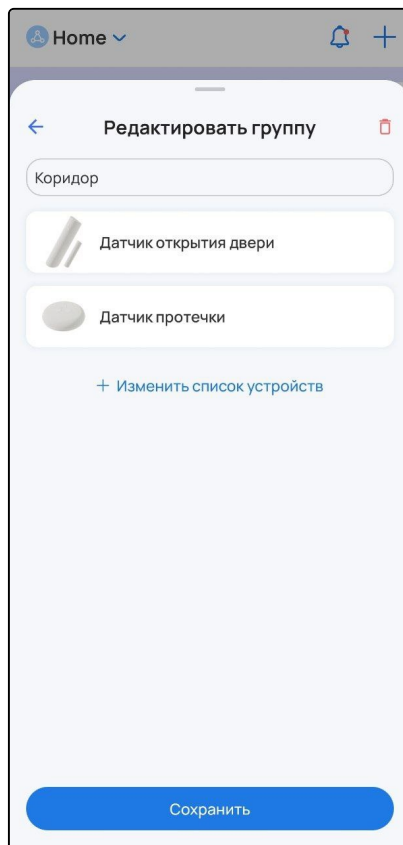 Home
Редактировать группу
Коридор
Датчик открытия двери
Датчик протечки
+ Изменить список устройств
Сохранить